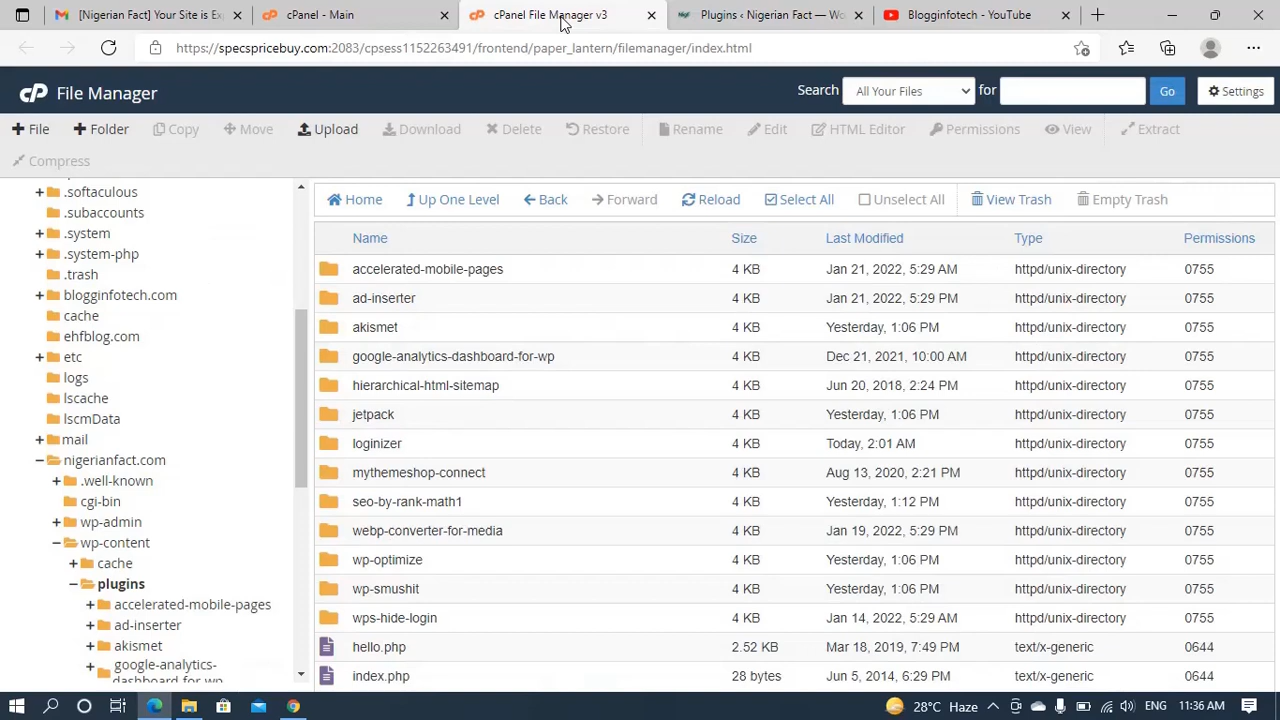 [Nigerian Fact] Your Site is Ex
cPanel - Main
cPanel File Manager v3
Plugins ‹ Nigerian Fact — Wo
Blogginfotech - YouTube
https://specspricebuy.com:2083/cpsess1152263491/frontend/paper_lantern/filemanager/index.html
cP File Manager
Search All Your Files for Go Settings
File Folder Copy Move Upload Download Delete Restore Rename Edit HTML Editor Permissions View Extract
Compress
.softaculous
.subaccounts
.system
.system-php
.trash
blogginfotech.com
cache
ehfblog.com
etc
logs
lscache
lscmData
mail
nigerianfact.com
.well-known
cgi-bin
wp-admin
wp-content
cache
plugins
accelerated-mobile-pages
ad-inserter
akismet
google-analytics-
dashboard-for-wp
Home Up One Level Back Forward Reload Select All Unselect All View Trash Empty Trash
Name Size Last Modified Type Permissions
accelerated-mobile-pages 4 KB Jan 21, 2022, 5:29 AM httpd/unix-directory 0755
ad-inserter 4 KB Jan 21, 2022, 5:29 PM httpd/unix-directory 0755
akismet 4 KB Yesterday, 1:06 PM httpd/unix-directory 0755
google-analytics-dashboard-for-wp 4 KB Dec 21, 2021, 10:00 AM httpd/unix-directory 0755
hierarchical-html-sitemap 4 KB Jun 20, 2018, 2:24 PM httpd/unix-directory 0755
jetpack 4 KB Yesterday, 1:06 PM httpd/unix-directory 0755
loginizer 4 KB Today, 2:01 AM httpd/unix-directory 0755
mythemeshop-connect 4 KB Aug 13, 2020, 2:21 PM httpd/unix-directory 0755
seo-by-rank-math1 4 KB Yesterday, 1:12 PM httpd/unix-directory 0755
webp-converter-for-media 4 KB Jan 19, 2022, 5:29 PM httpd/unix-directory 0755
wp-optimize 4 KB Yesterday, 1:06 PM httpd/unix-directory 0755
wp-smushit 4 KB Yesterday, 1:06 PM httpd/unix-directory 0755
wps-hide-login 4 KB Jan 14, 2022, 5:29 AM httpd/unix-directory 0755
hello.php 2.52 KB Mar 18, 2019, 7:49 PM text/x-generic 0644
index.php 28 bytes Jun 5, 2014, 6:29 PM text/x-generic 0644
28°C Haze ENG 11:36 AM